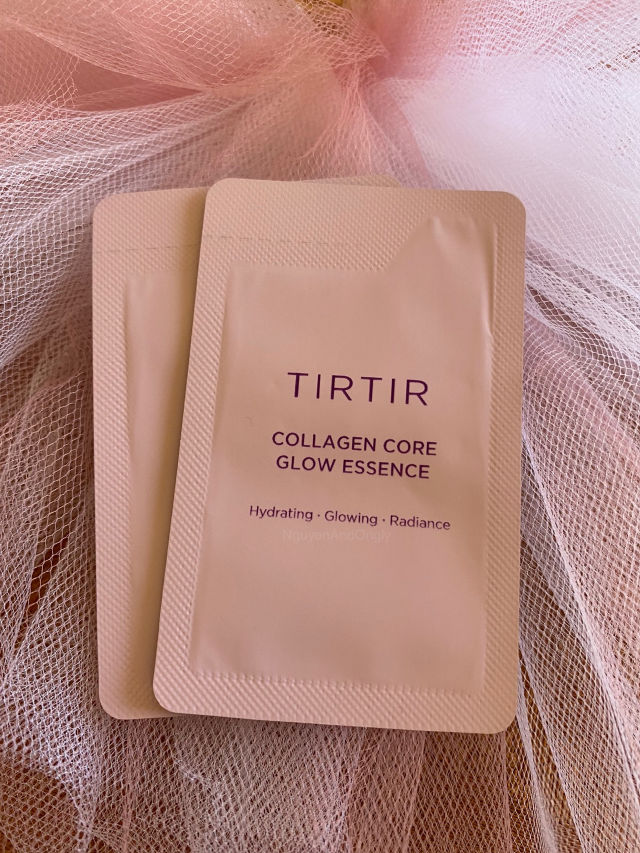 TIRTIR
COLLAGEN CORE
GLOW ESSENCE
Hydrating · Glowing · Radiance